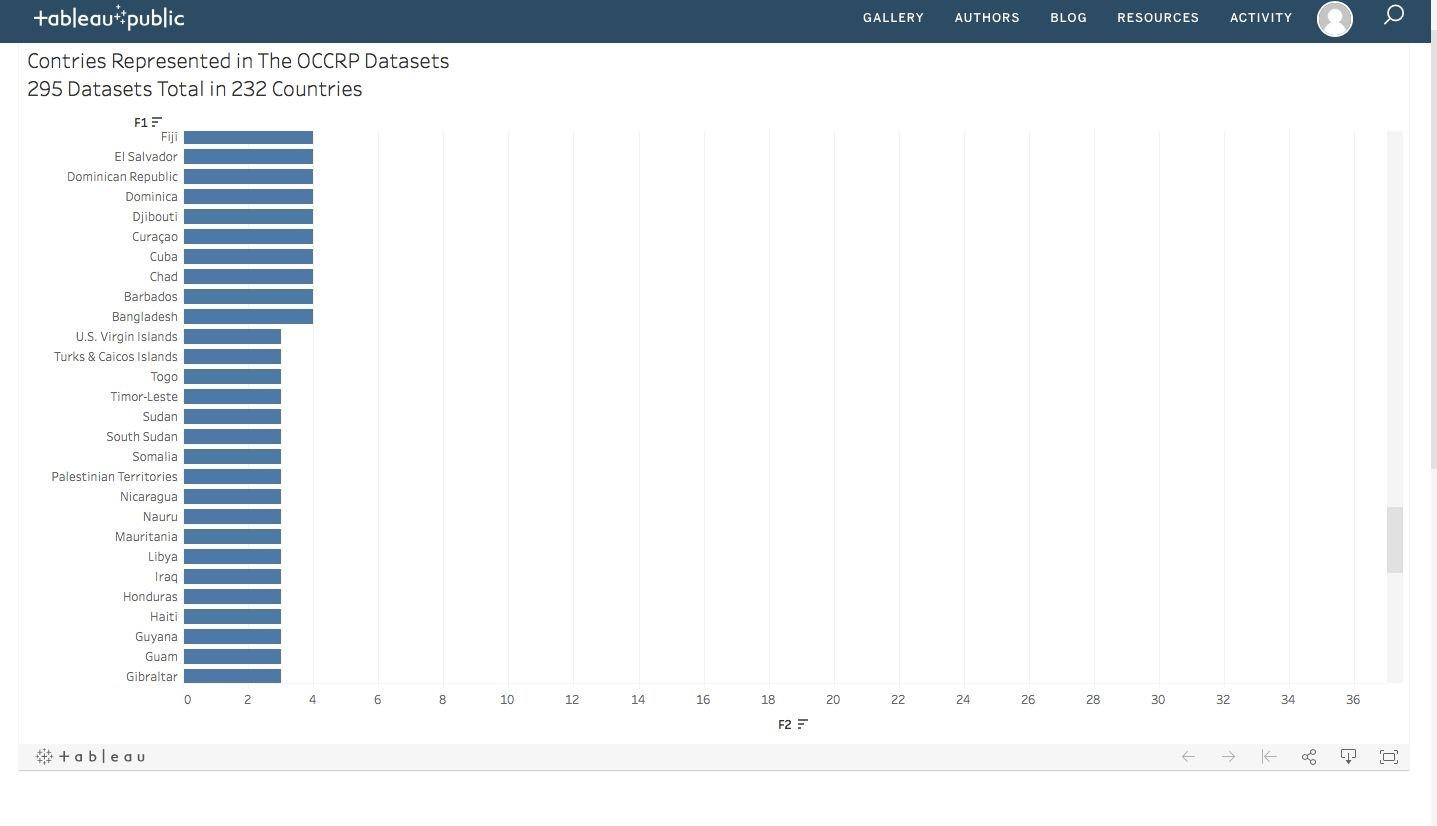 tableau public
GALLERY AUTHORS BLOG RESOURCES ACTIVITY
Contries Represented in The OCCRP Datasets
295 Datasets Total in 232 Countries
F1
Fiji
El Salvador
Dominican Republic
Dominica
Djibouti
Curaçao
Cuba
Chad
Barbados
Bangladesh
U.S. Virgin Islands
Turks & Caicos Islands
Togo
Timor-Leste
Sudan
South Sudan
Somalia
Palestinian Territories
Nicaragua
Nauru
Mauritania
Libya
Iraq
Honduras
Haiti
Guyana
Guam
Gibraltar
0 2 4 6 8 10 12 14 16 18 20 22 24 26 28 30 32 34 36
F2
tableau